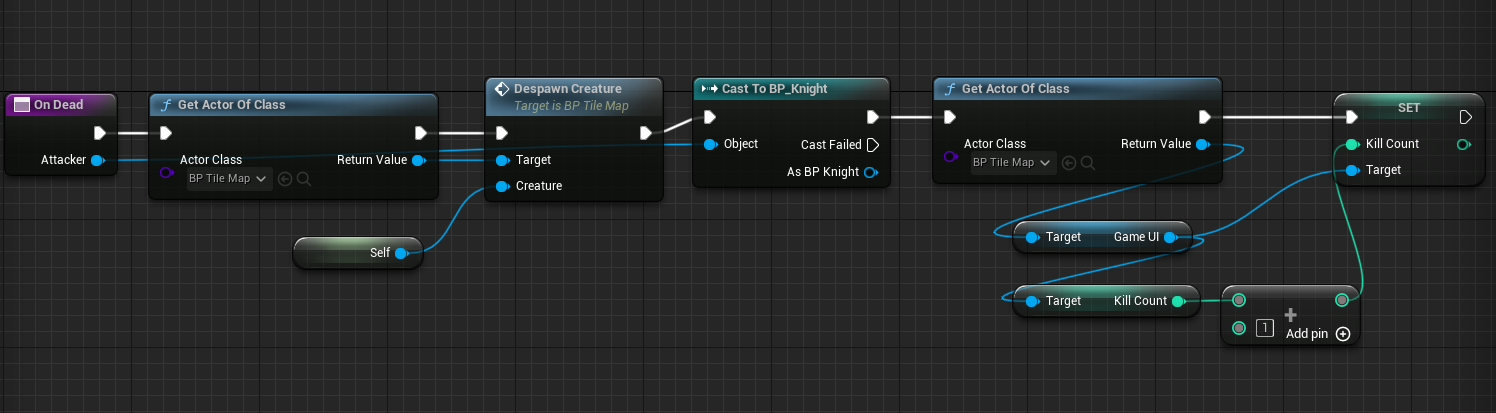 On Dead
Attacker
Get Actor Of Class
Actor Class
BP Tile Map
Return Value
Self
Despawn Creature
Target is BP Tile Map
Target
Creature
Cast To BP_Knight
Object
Cast Failed
As BP Knight
Get Actor Of Class
Actor Class
BP Tile Map
Return Value
Target Game UI
Target Kill Count
1
Add pin
SET
Kill Count
Target